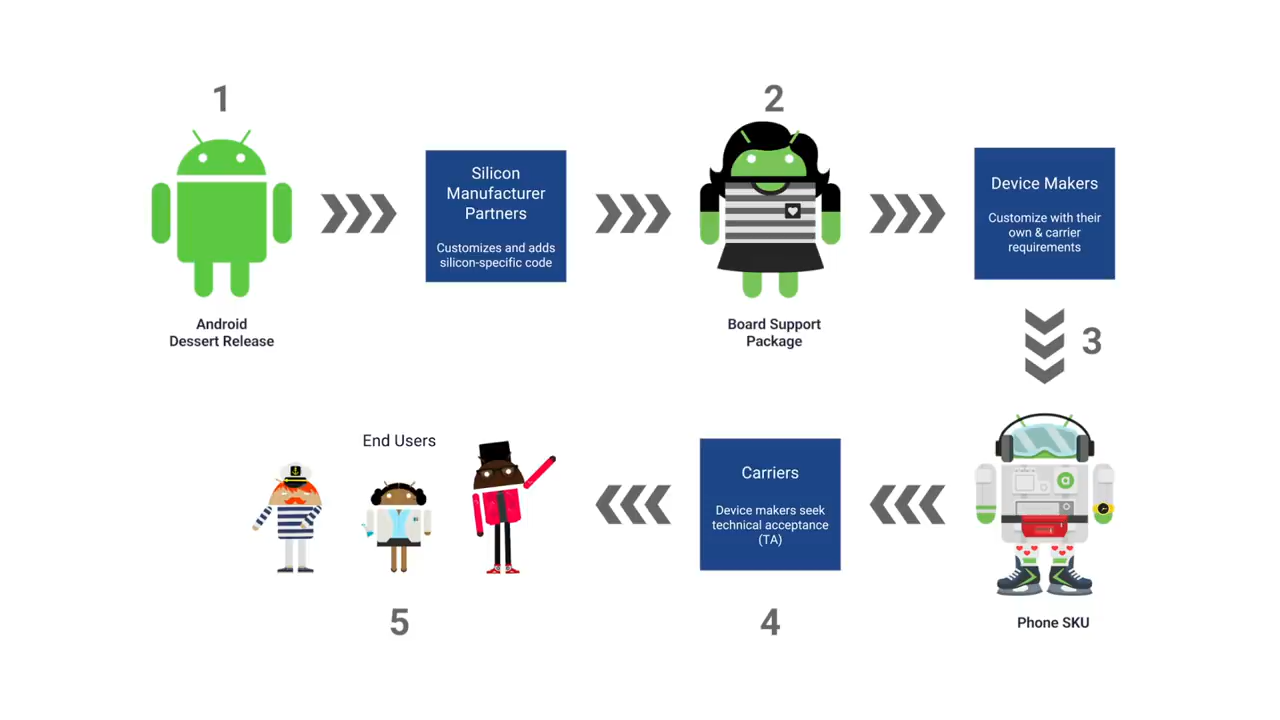 1
Android
Dessert Release
Silicon
Manufacturer
Partners
Customizes and adds
silicon-specific code
2
Board Support
Package
Device Makers
Customize with their
own & carrier
requirements
3
a
Phone SKU
Carriers
Device makers seek
technical acceptance
(TA)
4
End Users
5